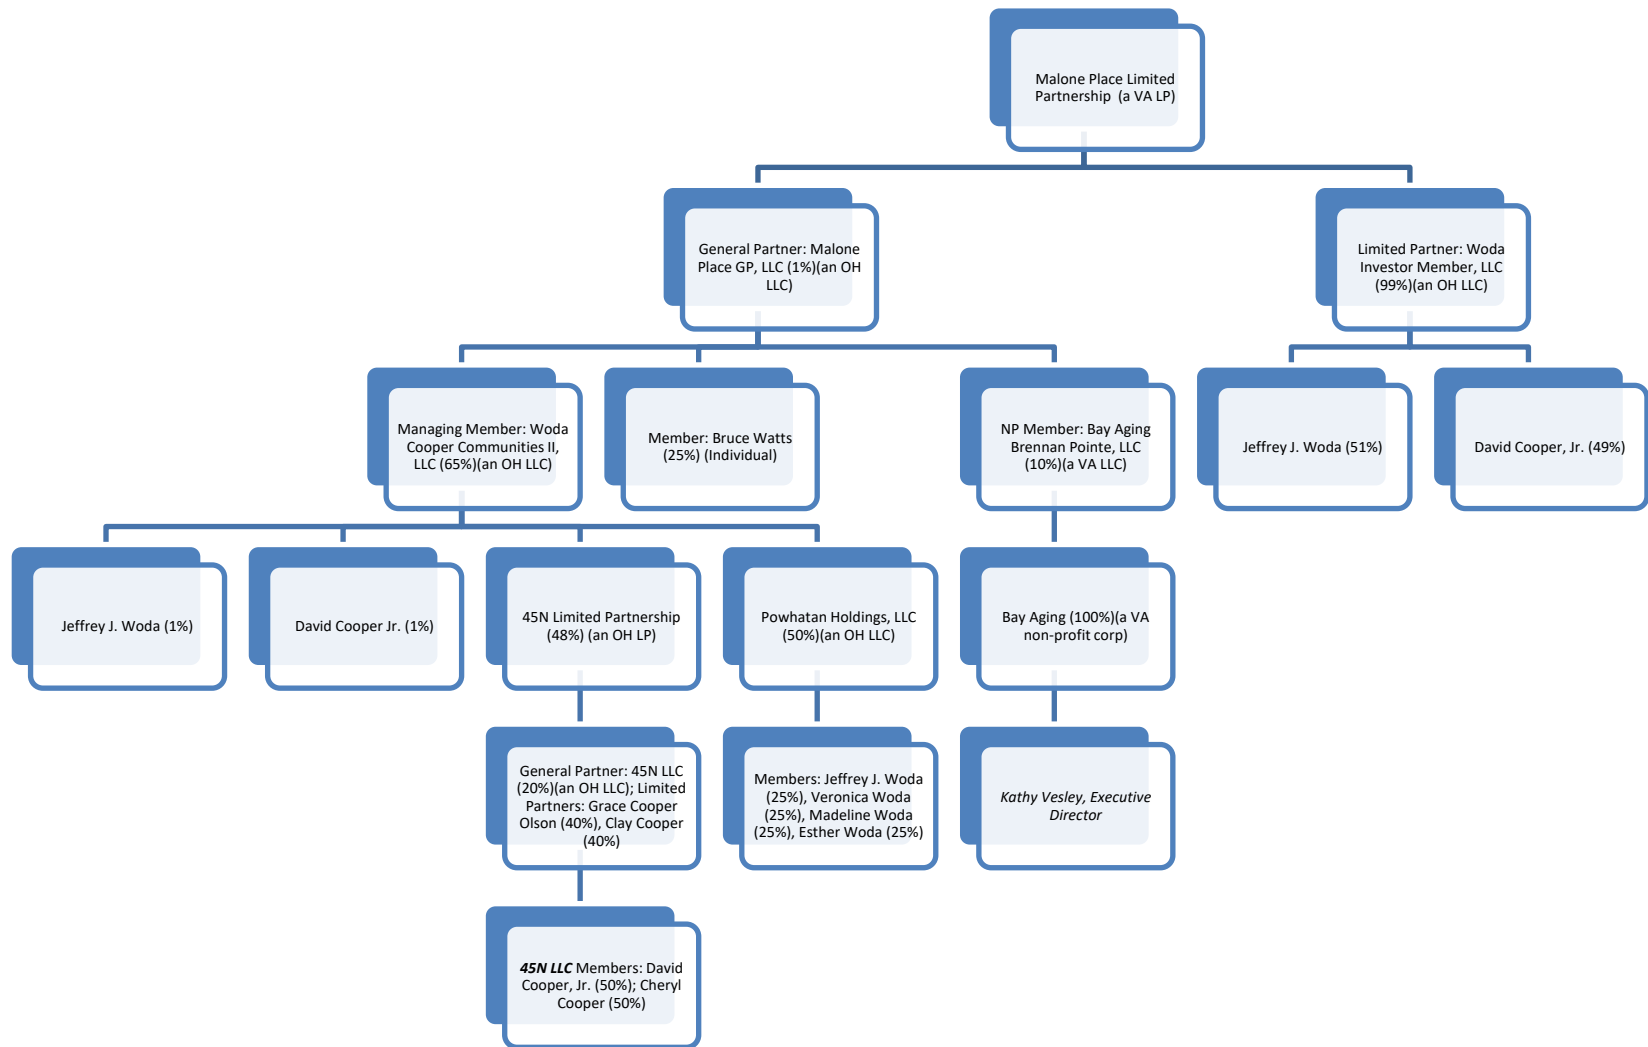 Malone Place Limited
Partnership  (a VA LP)
General Partner: Malone
Place GP, LLC (1%)(an OH
LLC)
Limited Partner: Woda
Investor Member, LLC
(99%)(an OH LLC)
Managing Member: Woda
Cooper Communities II,
LLC (65%)(an OH LLC)
Member: Bruce Watts
(25%) (Individual)
NP Member: Bay Aging
Brennan Pointe, LLC
(10%)(a VA LLC)
Jeffrey J. Woda (51%)
David Cooper, Jr. (49%)
Jeffrey J. Woda (1%)
David Cooper Jr. (1%)
45N Limited Partnership
(48%) (an OH LP)
Powhatan Holdings, LLC
(50%)(an OH LLC)
Bay Aging (100%)(a VA
non-profit corp)
General Partner: 45N LLC
(20%)(an OH LLC); Limited
Partners: Grace Cooper
Olson (40%), Clay Cooper
(40%)
Members: Jeffrey J. Woda
(25%), Veronica Woda
(25%), Madeline Woda
(25%), Esther Woda (25%)
Kathy Vesley, Executive
Director
45N LLC Members: David
Cooper, Jr. (50%); Cheryl
Cooper (50%)